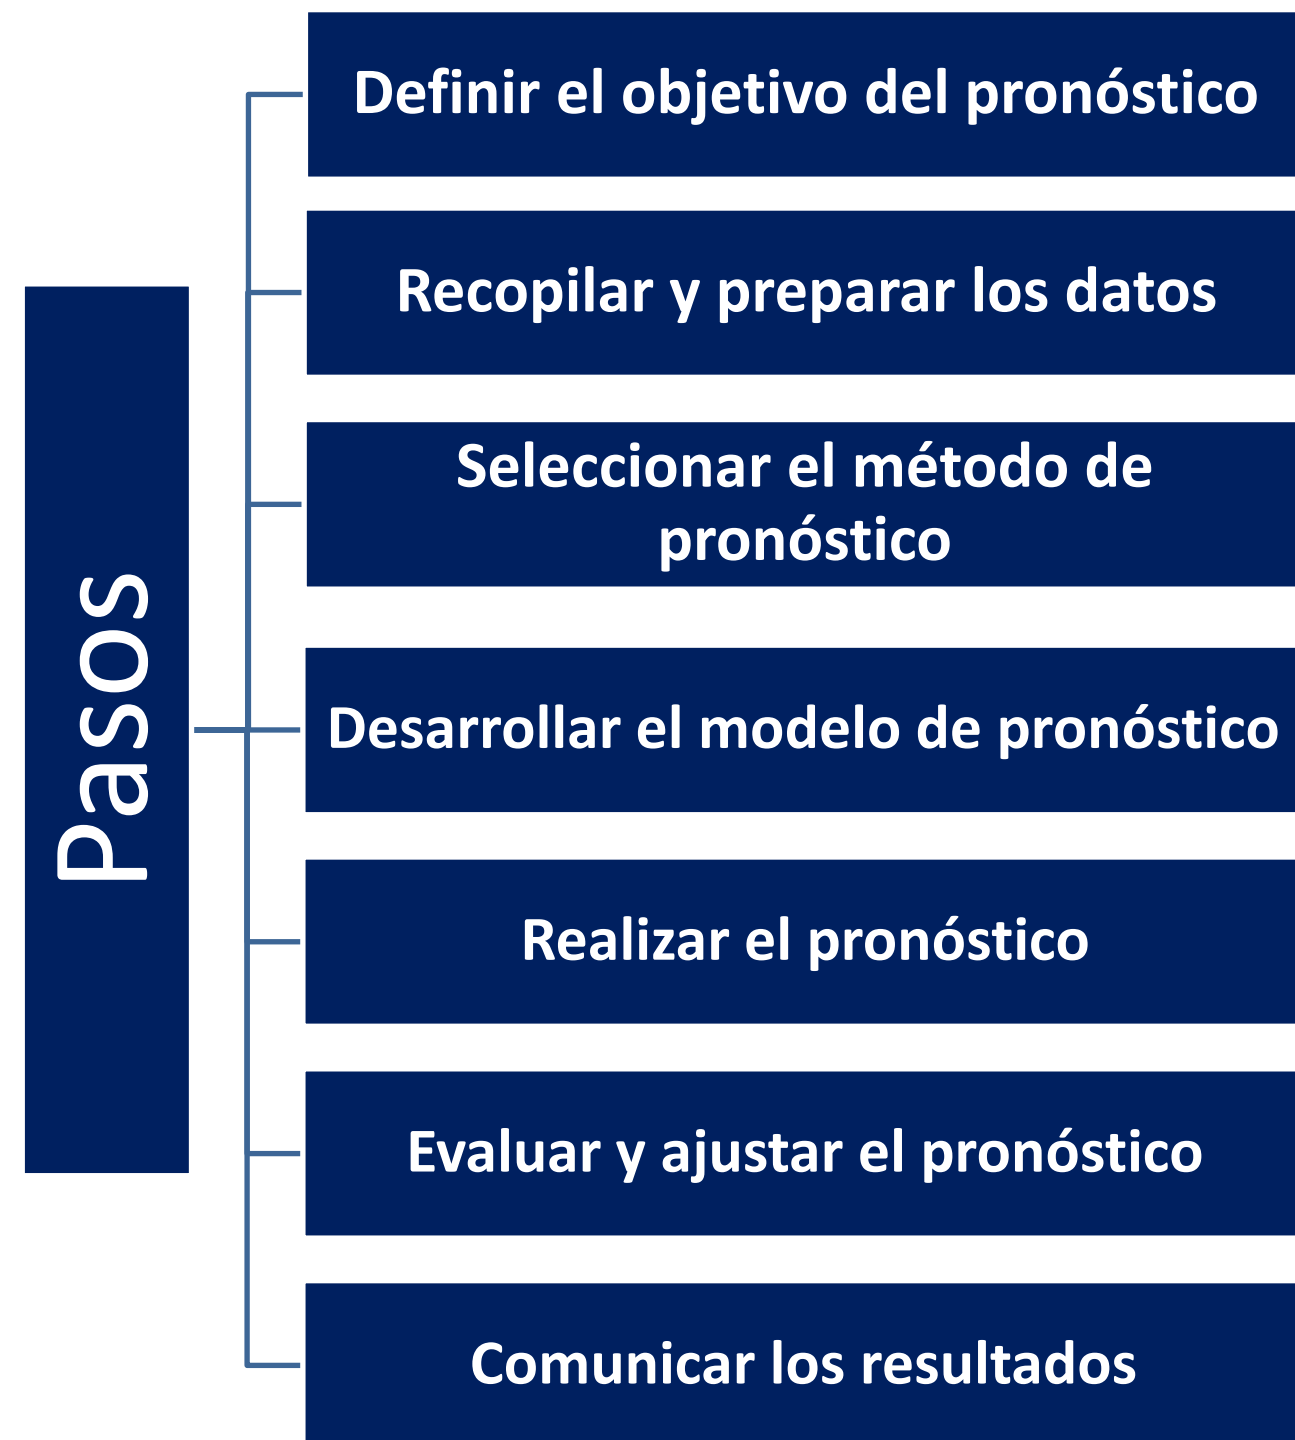 Pasos
Definir el objetivo del pronóstico
Recopilar y preparar los datos
Seleccionar el método de
pronóstico
Desarrollar el modelo de pronóstico
Realizar el pronóstico
Evaluar y ajustar el pronóstico
Comunicar los resultados